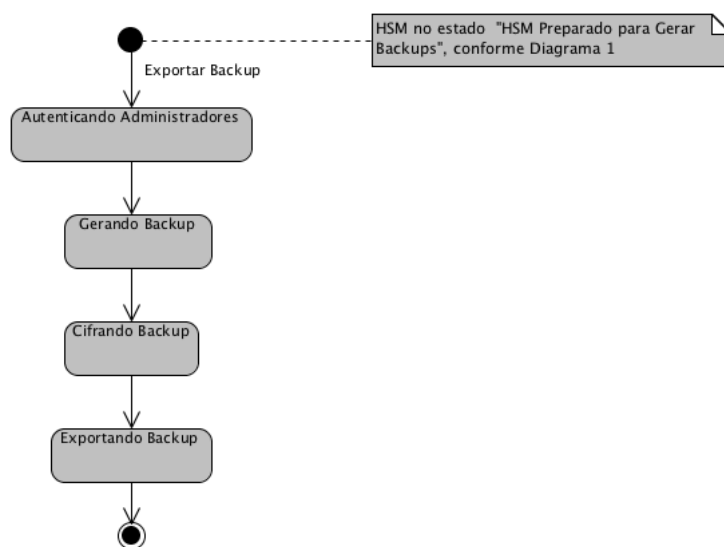 HSM no estado "HSM Preparado para Gerar
Backups", conforme Diagrama 1
Exportar Backup
Autenticando Administradores
Gerando Backup
Cifrando Backup
Exportando Backup